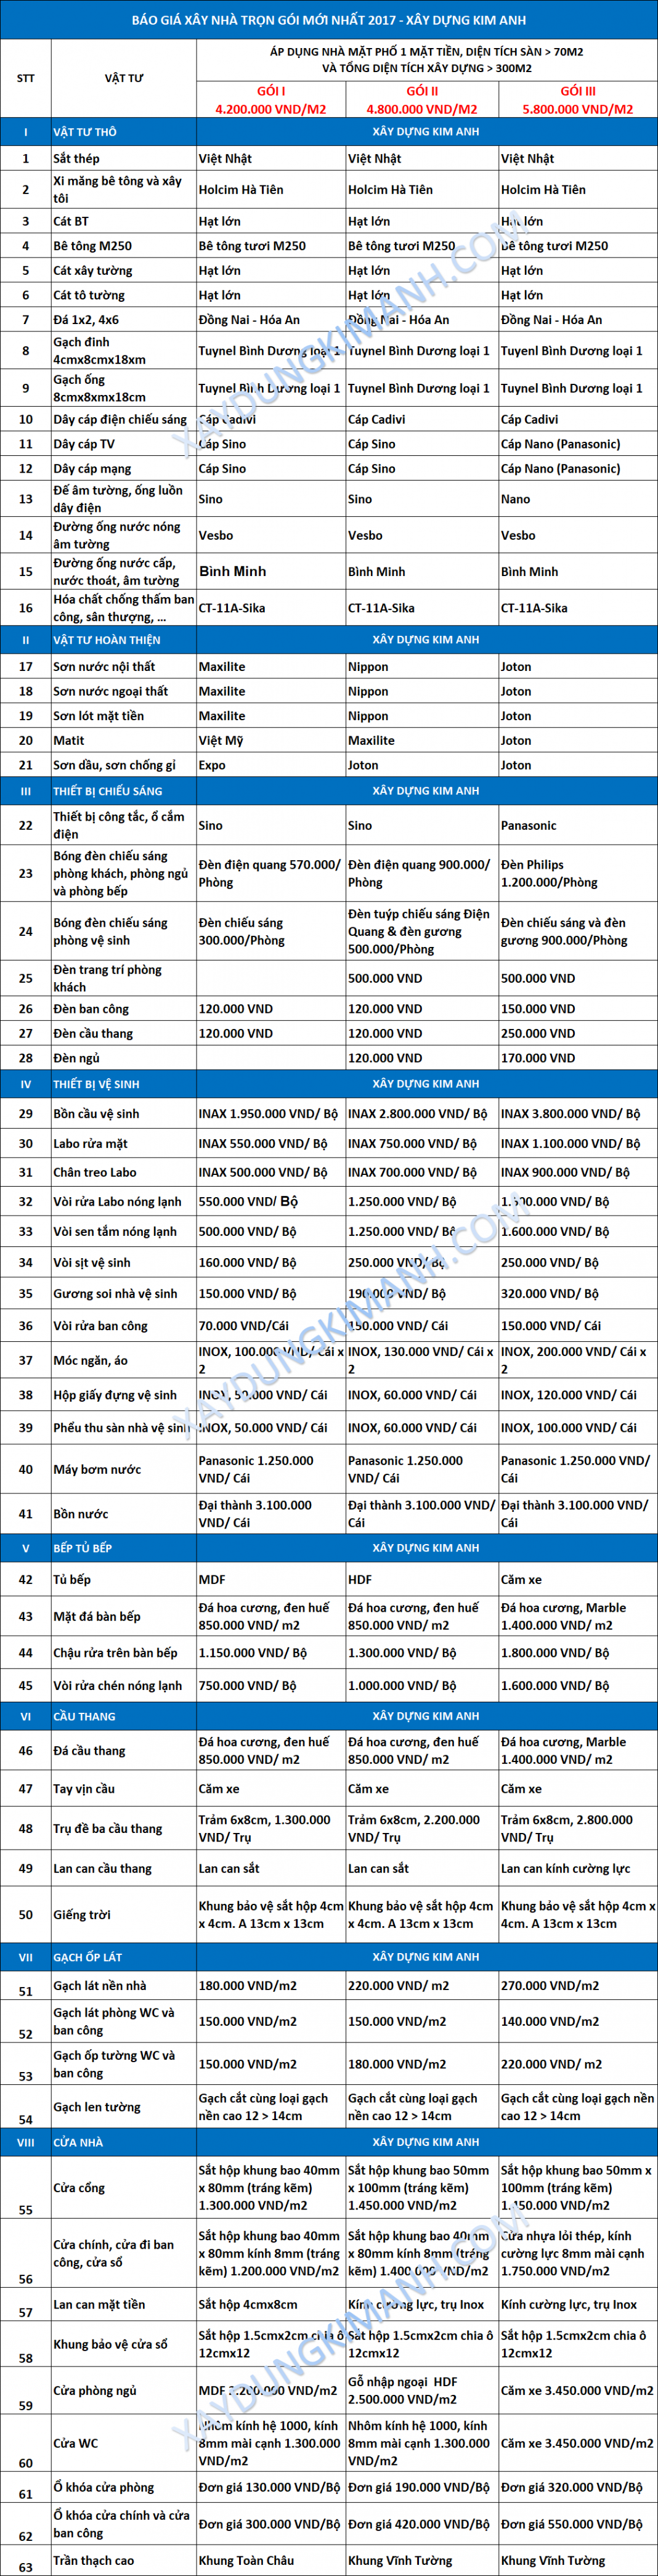 BÁO GIÁ XÂY NHÀ TRỌN GÓI MỚI NHẤT 2017 - XÂY DỰNG KIM ANH
STT
VẬT TƯ
ÁP DỤNG NHÀ MẶT PHỐ 1 MẶT TIỀN, DIỆN TÍCH SÀN > 70M2
VÀ TỔNG DIỆN TÍCH XÂY DỰNG > 300M2
GÓI I
4.200.000 VND/M2
GÓI II
4.800.000 VND/M2
GÓI III
5.800.000 VND/M2
I VẬT TƯ THÔ XÂY DỰNG KIM ANH
1 Sắt thép Việt Nhật Việt Nhật Việt Nhật
2 Xi măng bê tông và xây
tôi Holcim Hà Tiên Holcim Hà Tiên Holcim Hà Tiên
3 Cát BT Hạt lớn Hạt lớn Hạt lớn
4 Bê tông M250 Bê tông tươi M250 Bê tông tươi M250 Bê tông tươi M250
5 Cát xây tường Hạt lớn Hạt lớn Hạt lớn
6 Cát tô tường Hạt lớn Hạt lớn Hạt lớn
7 Đá 1x2, 4x6 Đồng Nai - Hóa An Đồng Nai - Hóa An Đồng Nai - Hóa An
8 Gạch đinh
4cmx8cmx18xm Tuynel Bình Dương loại 1 Tuynel Bình Dương loại 1 Tuyenl Bình Dương loại 1
9 Gạch ống
8cmx8xmx18cm Tuynel Bình Dương loại 1 Tuynel Bình Dương loại 1 Tuynel Bình Dương loại 1
10 Dây cáp điện chiếu sáng Cáp Cadivi Cáp Cadivi Cáp Cadivi
11 Dây cáp TV Cáp Sino Cáp Sino Cáp Nano (Panasonic)
12 Dây cáp mạng Cáp Sino Cáp Sino Cáp Nano (Panasonic)
13 Đế âm tường, ống luồn
dây điện Sino Sino Nano
14 Đường ống nước nóng
âm tường Vesbo Vesbo Vesbo
15 Đường ống nước cấp,
nước thoát, âm tường Bình Minh Bình Minh Bình Minh
16 Hóa chất chống thấm ban
công, sân thượng, ... CT-11A-Sika CT-11A-Sika CT-11A-Sika
II VẬT TƯ HOÀN THIỆN XÂY DỰNG KIM ANH
17 Sơn nước nội thất Maxilite Nippon Joton
18 Sơn nước ngoại thất Maxilite Nippon Joton
19 Sơn lót mặt tiền Maxilite Nippon Joton
20 Matit Việt Mỹ Maxilite Joton
21 Sơn dầu, sơn chống gỉ Expo Joton Joton
III THIẾT BỊ CHIẾU SÁNG XÂY DỰNG KIM ANH
22 Thiết bị công tắc, ổ cắm
điện Sino Sino Panasonic
23 Bóng đèn chiếu sáng
phòng khách, phòng ngủ
và phòng bếp
Đèn điện quang 570.000/
Phòng
Đèn điện quang 900.000/
Phòng
Đèn Philips
1.200.000/Phòng
24 Bóng đèn chiếu sáng
phòng vệ sinh
Đèn chiếu sáng
300.000/Phòng
Đèn tuýp chiếu sáng Điện
Quang & đèn gương
500.000/Phòng
Đèn chiếu sáng và đèn
gương 900.000/Phòng
25 Đèn trang trí phòng
khách 500.000 VND 500.000 VND
26 Đèn ban công 120.000 VND 120.000 VND 150.000 VND
27 Đèn cầu thang 120.000 VND 120.000 VND 250.000 VND
28 Đèn ngủ 120.000 VND 170.000 VND
IV THIẾT BỊ VỆ SINH XÂY DỰNG KIM ANH
29 Bồn cầu vệ sinh INAX 1.950.000 VND/ Bộ INAX 2.800.000 VND/ Bộ INAX 3.800.000 VND/ Bộ
30 Labo rửa mặt INAX 550.000 VND/ Bộ INAX 750.000 VND/ Bộ INAX 1.100.000 VND/ Bộ
31 Chân treo Labo INAX 500.000 VND/ Bộ INAX 700.000 VND/ Bộ INAX 900.000 VND/ Bộ
32 Vòi rửa Labo nóng lạnh 550.000 VND/ Bộ 1.250.000 VND/ Bộ VND/ Bộ
33 Vòi sen tắm nóng lạnh 500.000 VND/ Bộ 1.250.000 VND/ Bộ 1.600.000 VND/ Bộ
34 Vòi sịt vệ sinh 160.000 VND/ Bộ 250.000 VND/ Bộ 250.000 VND/ Bộ
35 Gương soi nhà vệ sinh 150.000 VND/ Bộ 190.000 VND/ Bộ 320.000 VND/ Bộ
36 Vòi rửa ban công 70.000 VND/Cái 150.000 VND/ Cái 150.000 VND/ Cái
37 Móc ngăn, áo
INOX, 100.000 VND/ Cái x
2
INOX, 130.000 VND/ Cái x
2
INOX, 200.000 VND/ Cái x
2
38 Hộp giấy đựng vệ sinh INOX, 50.000 VND/ Cái INOX, 60.000 VND/ Cái INOX, 120.000 VND/ Cái
39 Phểu thu sàn nhà vệ sinh INOX, 50.000 VND/ Cái INOX, 60.000 VND/ Cái INOX, 100.000 VND/ Cái
40 Máy bơm nước
Panasonic 1.250.000
VND/ Cái
Panasonic 1.250.000
VND/ Cái
Panasonic 1.250.000 VND/
Cái
41 Bồn nước
Đại thành 3.100.000
VND/ Cái
Đại thành 3.100.000 VND/
Cái
Đại thành 3.100.000 VND/
Cái
V BẾP TỦ BẾP XÂY DỰNG KIM ANH
42 Tủ bếp MDF HDF Căm xe
43 Mặt đá bàn bếp
Đá hoa cương, đen huế
850.000 VND/ m2
Đá hoa cương, đen huế
850.000 VND/ m2
Đá hoa cương, Marble
1.400.000 VND/ m2
44 Chậu rửa trên bàn bếp 1.150.000 VND/ Bộ 1.300.000 VND/ Bộ 1.800.000 VND/ Bộ
45 Vòi rửa chén nóng lạnh 750.000 VND/ Bộ 1.000.000 VND/ Bộ 1.600.000 VND/ Bộ
VI CẦU THANG XÂY DỰNG KIM ANH
46 Đá cầu thang
Đá hoa cương, đen huế
850.000 VND/ m2
Đá hoa cương, đen huế
850.000 VND/ m2
Đá hoa cương, Marble
1.400.000 VND/ m2
47 Tay vịn cầu Căm xe Căm xe Căm xe
48 Trụ đề ba cầu thang
Trảm 6x8cm, 1.300.000
VND/ Trụ
Trảm 6x8cm, 2.200.000
VND/ Trụ
Trảm 6x8cm, 2.800.000
VND/ Trụ
49 Lan can cầu thang Lan can sắt Lan can sắt Lan can kính cường lực
50 Giếng trời
Khung bảo vệ sắt hộp 4cm
x 4cm. A 13cm x 13cm
Khung bảo vệ sắt hộp 4cm
x 4cm. A 13cm x 13cm
Khung bảo vệ sắt hộp 4cm x
4cm. A 13cm x 13cm
VII GẠCH ỐP LÁT XÂY DỰNG KIM ANH
51 Gạch lát nền nhà 180.000 VND/m2 220.000 VND/ m2 270.000 VND/m2
52 Gạch lát phòng WC và
ban công 150.000 VND/m2 150.000 VND/m2 140.000 VND/m2
53 Gạch ốp tường WC và
ban công 150.000 VND/m2 180.000 VND/m2 220.000 VND/ m2
54 Gạch len tường
Gạch cắt cùng loại gạch
nền cao 12 > 14cm
Gạch cắt cùng loại gạch
nền cao 12 > 14cm
Gạch cắt cùng loại gạch nền
cao 12 > 14cm
VIII CỬA NHÀ XÂY DỰNG KIM ANH
55 Cửa cổng
Sắt hộp khung bao 40mm
x 80mm (tráng kẽm)
1.300.000 VND/m2
Sắt hộp khung bao 50mm
x 100mm (tráng kẽm)
1.450.000 VND/m2
Sắt hộp khung bao 50mm x
100mm (tráng kẽm)
1.450.000 VND/m2
56 Cửa chính, cửa đi ban
công, cửa sổ
Sắt hộp khung bao 40mm
x 80mm kính 8mm (tráng
kẽm) 1.200.000 VND/m2
Sắt hộp khung bao 40mm
x 80mm kính 8mm (tráng
kẽm) 1.400.000 VND/m2
Cửa nhựa lỏi thép, kính
cường lực 8mm mài cạnh
1.750.000 VND/m2
57 Lan can mặt tiền Sắt hộp 4cmx8cm Kính cường lực, trụ Inox Kính cường lực, trụ Inox
58 Khung bảo vệ cửa sổ
Sắt hộp 1.5cmx2cm chia ô
12cmx12
Sắt hộp 1.5cmx2cm chia ô
12cmx12
Sắt hộp 1.5cmx2cm chia ô
12cmx12
59 Cửa phòng ngủ MDF 2.200.000 VND/m2
Gỗ nhập ngoại HDF
2.500.000 VND/m2
Căm xe 3.450.000 VND/m2
60 Cửa WC
Nhôm kính hệ 1000, kính
8mm mài cạnh 1.300.000
VND/m2
Nhôm kính hệ 1000, kính
8mm mài cạnh 1.300.000
VND/m2
Căm xe 3.450.000 VND/m2
61 Ổ khóa cửa phòng Đơn giá 130.000 VND/Bộ Đơn giá 190.000 VND/Bộ Đơn giá 320.000 VND/Bộ
62 Ổ khóa cửa chính và cửa
ban công Đơn giá 300.000 VND/Bộ Đơn giá 420.000 VND/Bộ Đơn giá 550.000 VND/Bộ
63 Trần thạch cao Khung Toàn Châu Khung Vĩnh Tường Khung Vĩnh Tường
XAYDUNGKIMANH.COM
XAYDUNGKIMANH.COM
XAYDUNGKIMANH.COM